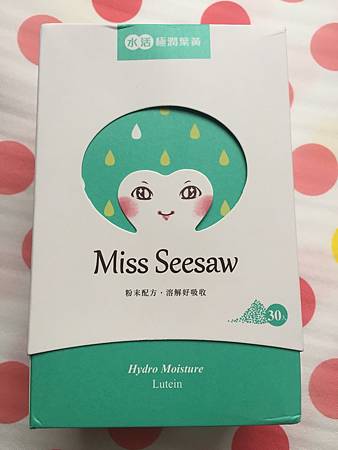 水活 極潤葉黃
Miss Seesaw
粉末配方，溶解好吸收
30入
Hydro Moisture
Lutein